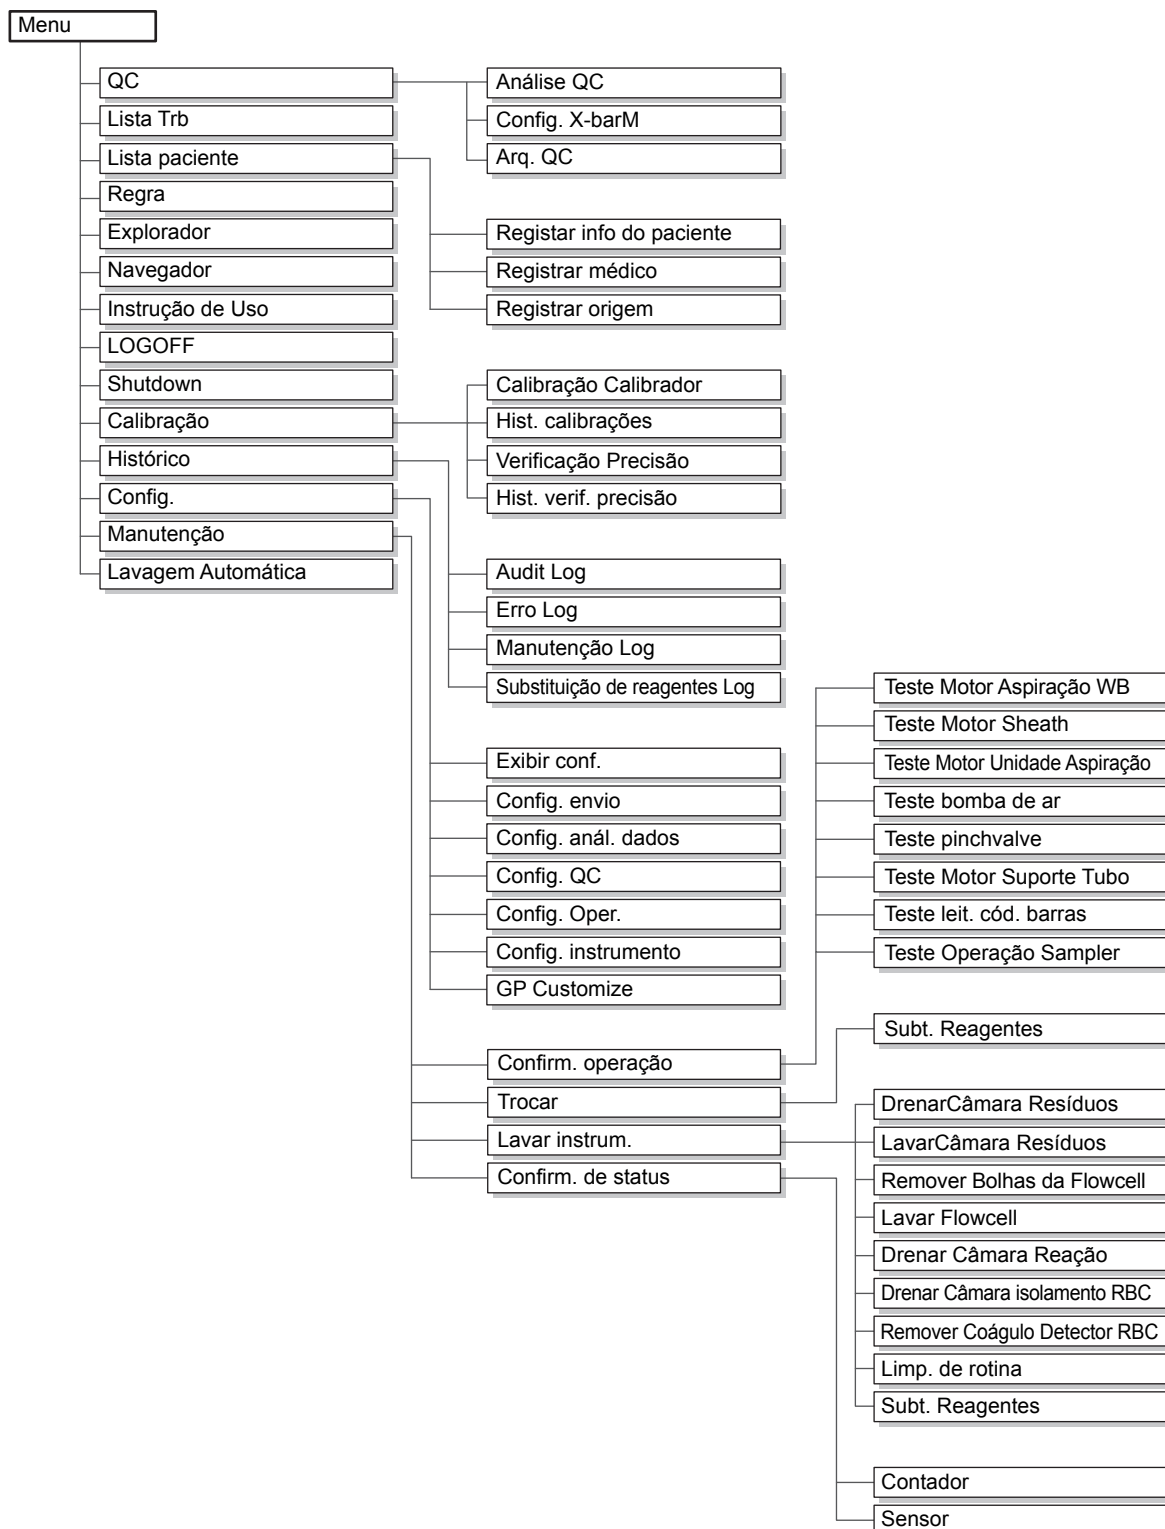 Menu
QC
Lista Trb
Lista paciente
Regra
Explorador
Navegador
Instrução de Uso
LOGOFF
Shutdown
Calibração
Histórico
Config.
Manutenção
Lavagem Automática
Análise QC
Config. X-barM
Arq. QC
Registar info do paciente
Registrar médico
Registrar origem
Calibração Calibrador
Hist. calibrações
Verificação Precisão
Hist. verif. precisão
Audit Log
Erro Log
Manutenção Log
Substituição de reagentes Log
Exibir conf.
Config. envio
Config. anál. dados
Config. QC
Config. Oper.
Config. instrumento
GP Customize
Confirm. operação
Trocar
Lavar instrum.
Confirm. de status
Teste Motor Aspiração WB
Teste Motor Sheath
Teste Motor Unidade Aspiração
Teste bomba de ar
Teste pinchvalve
Teste Motor Suporte Tubo
Teste leit. cód. barras
Teste Operação Sampler
Subt. Reagentes
DrenarCâmara Resíduos
LavarCâmara Resíduos
Remover Bolhas da Flowcell
Lavar Flowcell
Drenar Câmara Reação
Drenar Câmara isolamento RBC
Remover Coágulo Detector RBC
Limp. de rotina
Subt. Reagentes
Contador
Sensor